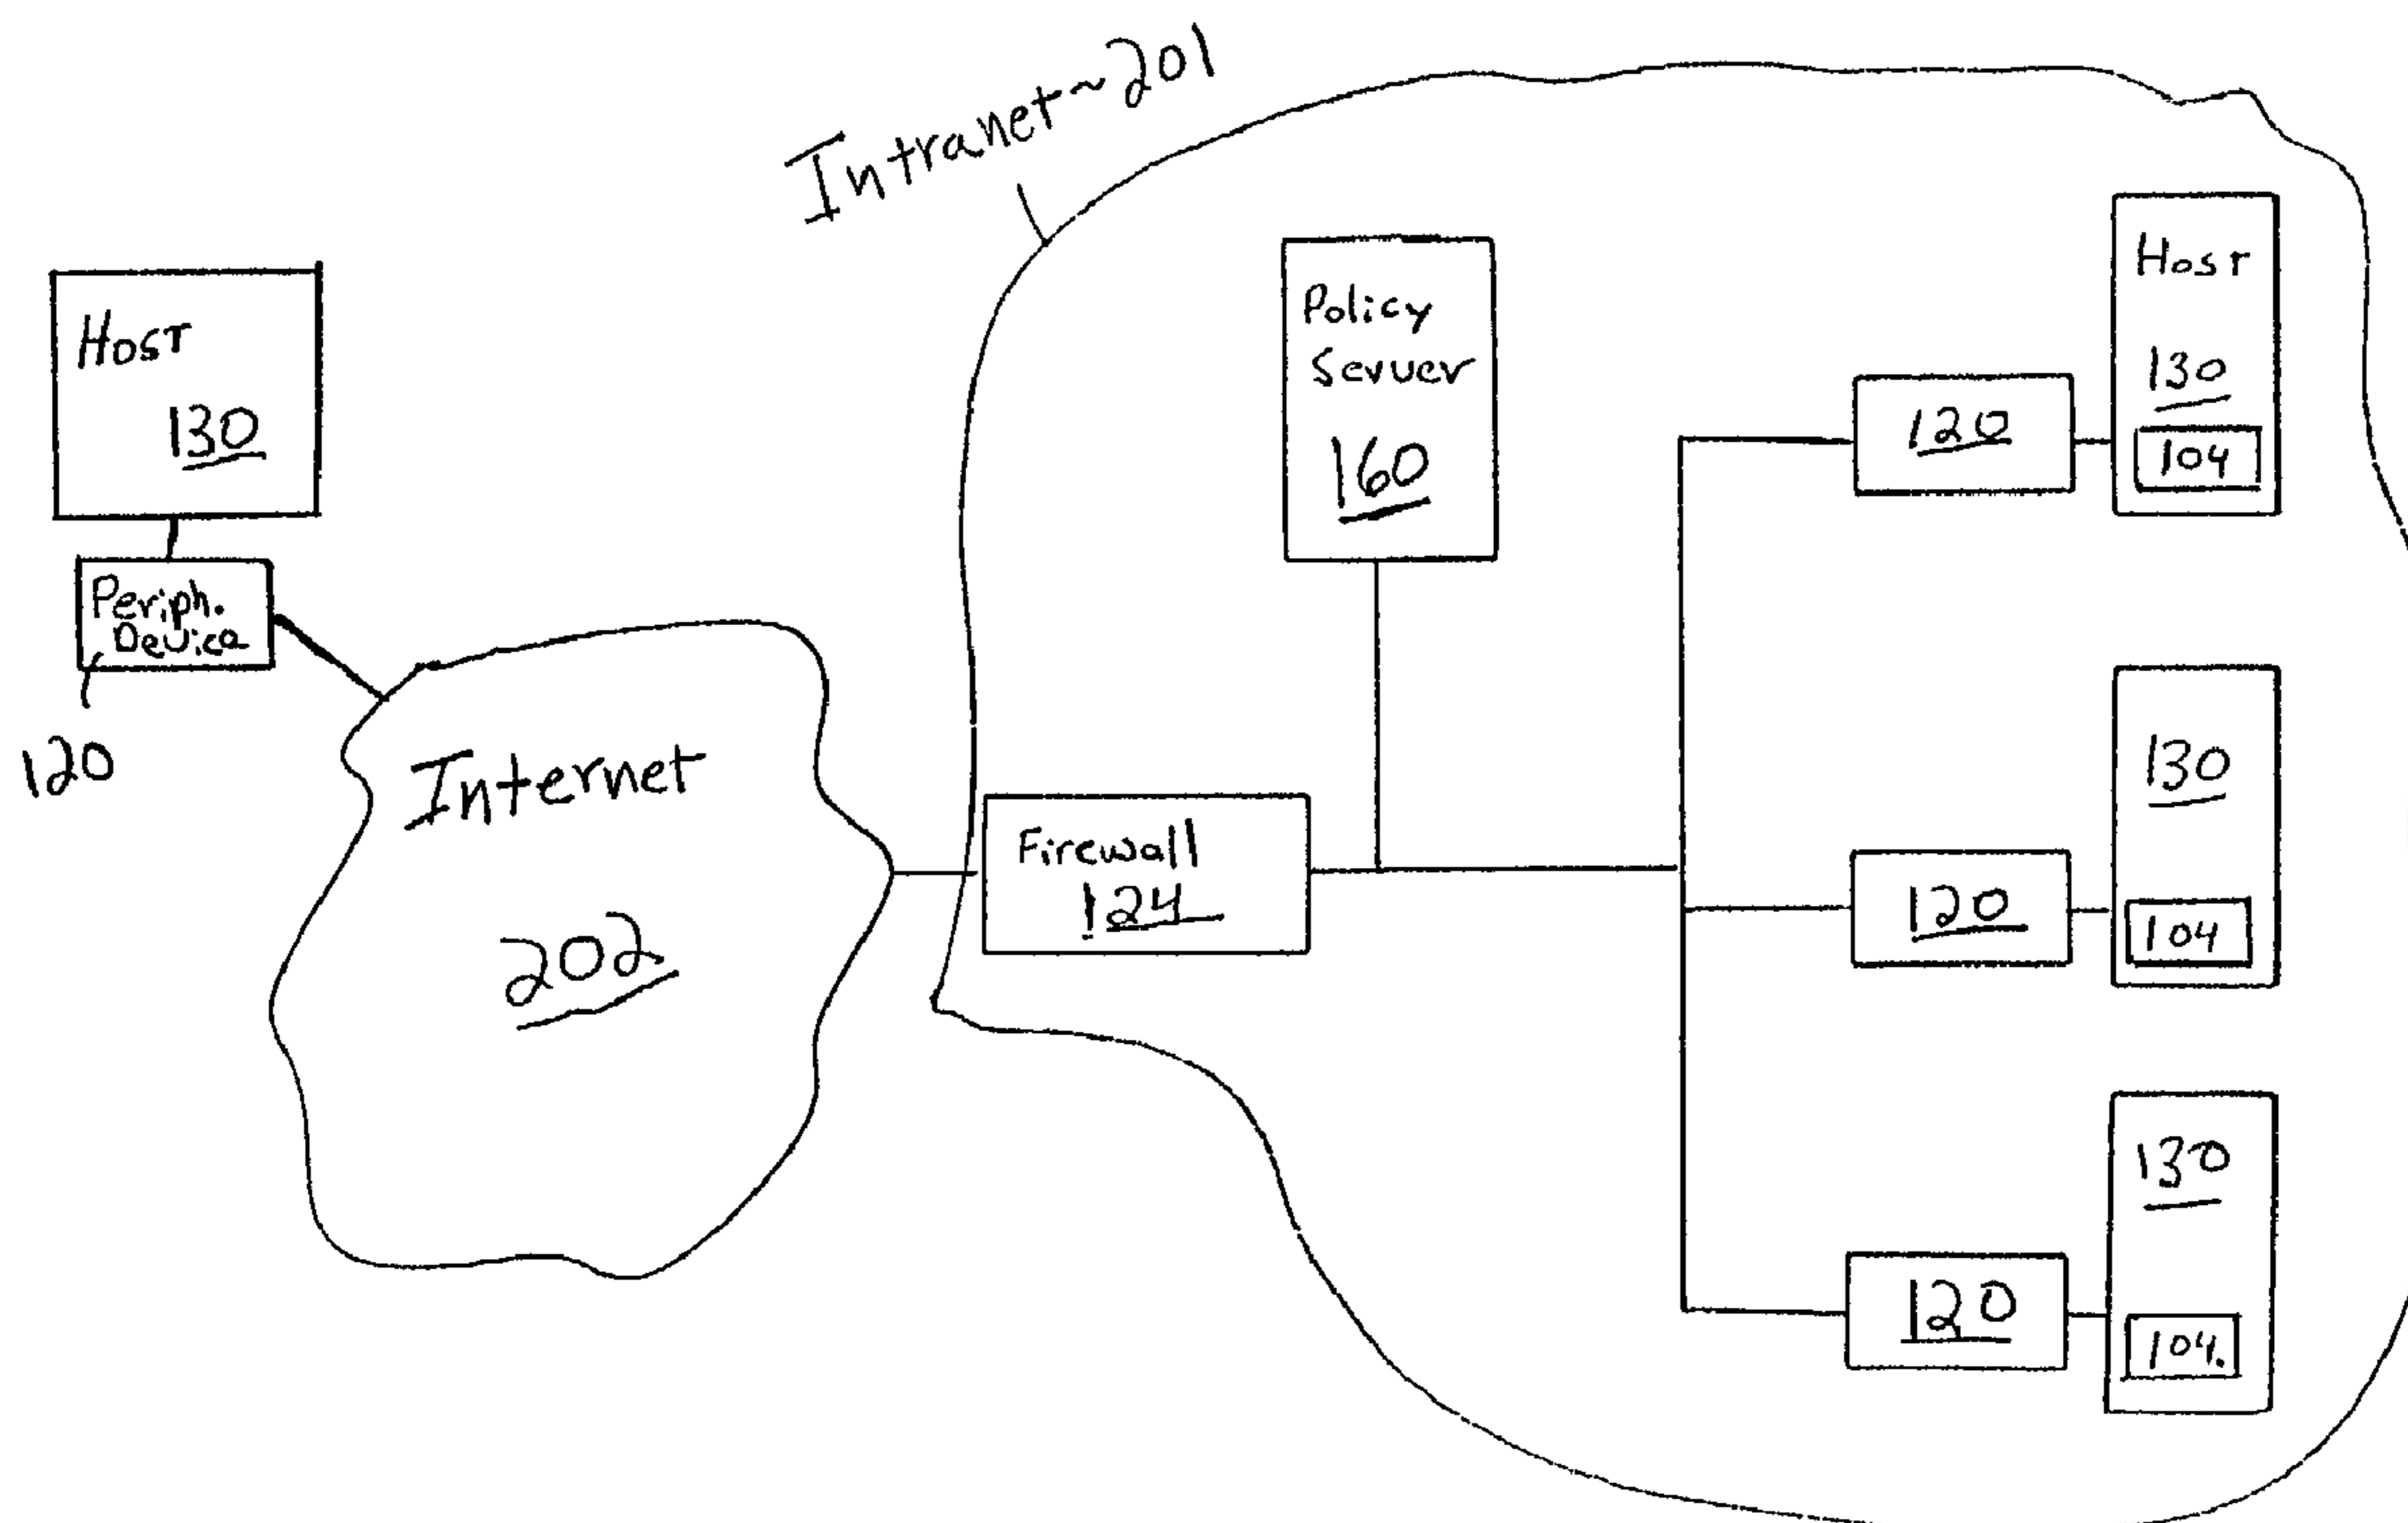 Intranet~201
Host
130
Periph.
Device
120
Internet
202
Policy
Server
160
Firewall
124
120
Host
130
104
120
130
104
120
130
104.